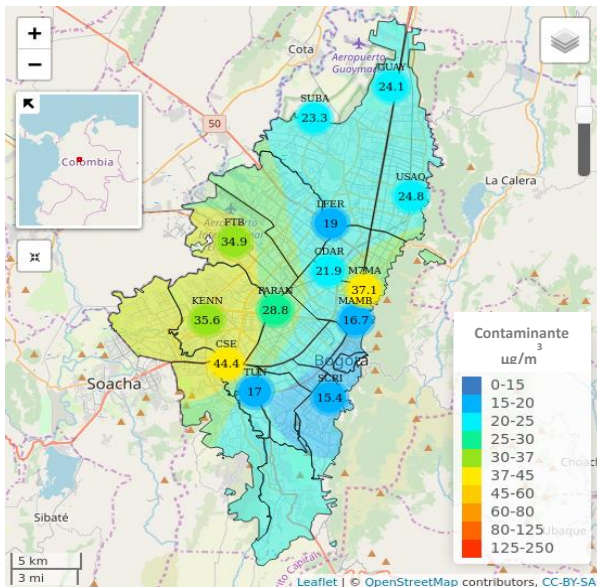 +
−
Cota
Aeropuerto
Guaymaral
GUAY
24.1
SUBA
23.3
50
Colombia
La Calera
USAQ
24.8
LFER
19
FTB
34.9
CDAR
21.9
M7MA
37.1
KENN
35.6
PARAN
28.8
MAMB
16.7
CSE
44.4
Bogotá
Soacha
TUN
17
SCRI
15.4
Contaminante
µg/m³
0-15
15-20
20-25
25-30
30-37
37-45
45-60
60-80
80-125
125-250
Sibaté
Ubaque
5 km
3 mi
Leaflet | © OpenStreetMap contributors, CC-BY-SA